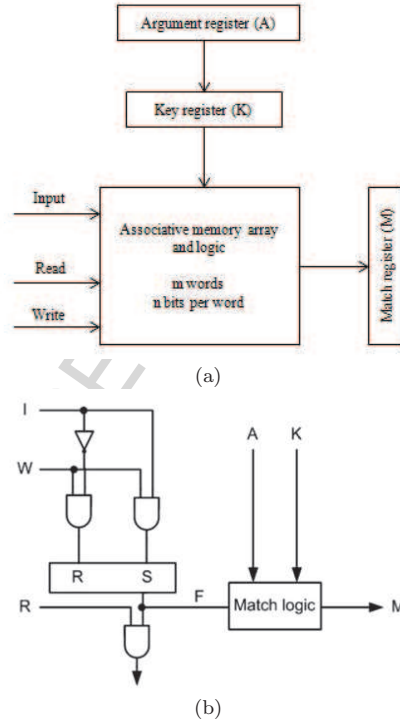 Argument register (A)
Key register (K)
Input
Read
Write
Associative memory array
and logic
m words
n bits per word
Match register (M)
(a)
I
W
R
S
R
F
A
K
Match logic
M
(b)